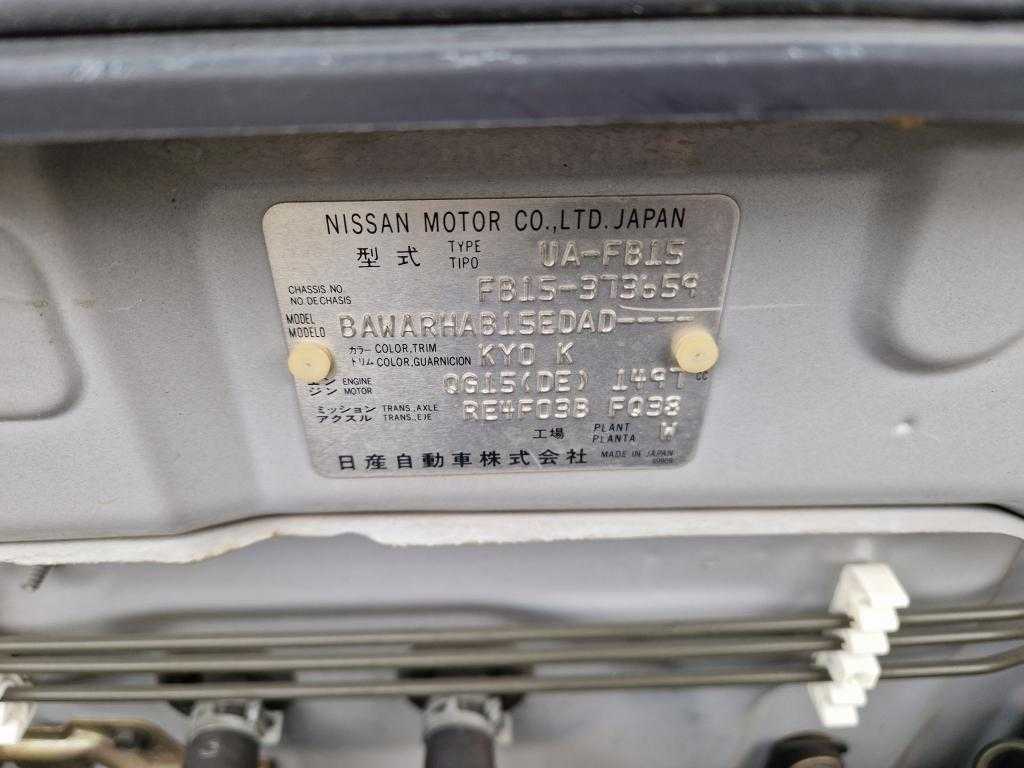 NISSAN MOTOR CO.,LTD. JAPAN
型式 TYPE TIPO UA-FB15
CHASSIS NO. NO. DE CHASIS FB15-373659
MODEL MODELO BAWARHAB15EDAD----
カラー COLOR, TRIM トリム COLOR, GUARNICION KY0 K
エンジン ENGINE MOTOR QG15(DE) 1497 CC
ミッション TRANS., AXLE アクスル TRANS., EJE RE4F03B FQ38
工場 PLANT PLANTA W
日産自動車株式会社 MADE IN JAPAN
3